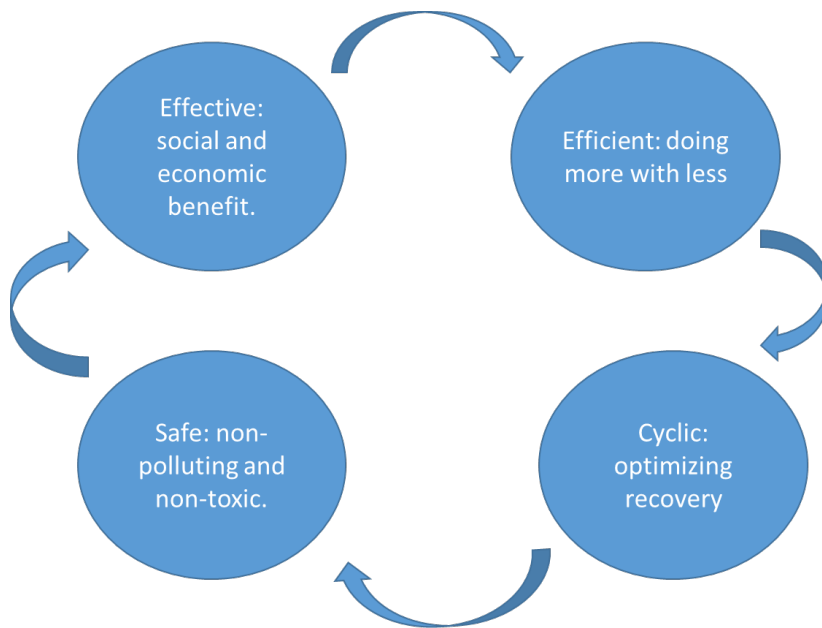 Effective:
social and
economic
benefit.
Efficient: doing
more with less
Cyclic:
optimizing
recovery
Safe: non-
polluting and
non-toxic.